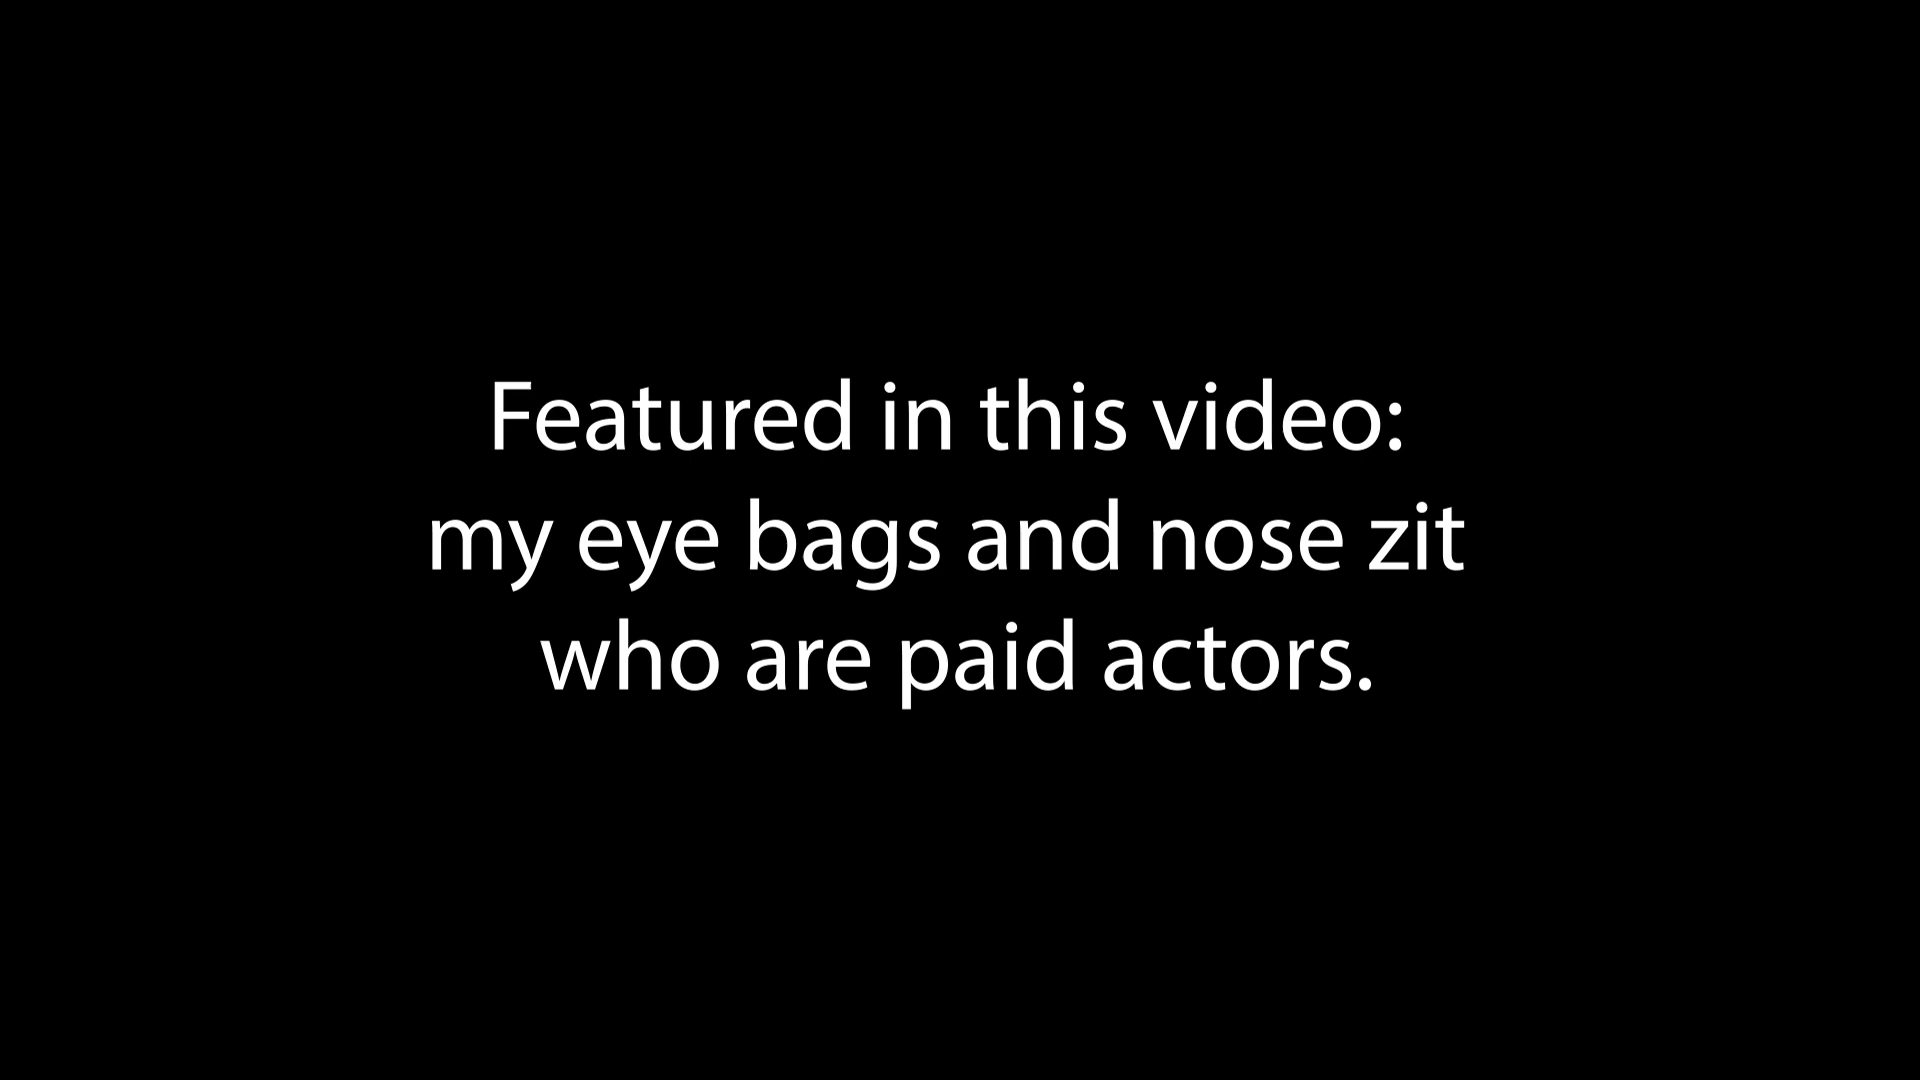 Featured in this video:
my eye bags and nose zit
who are paid actors.